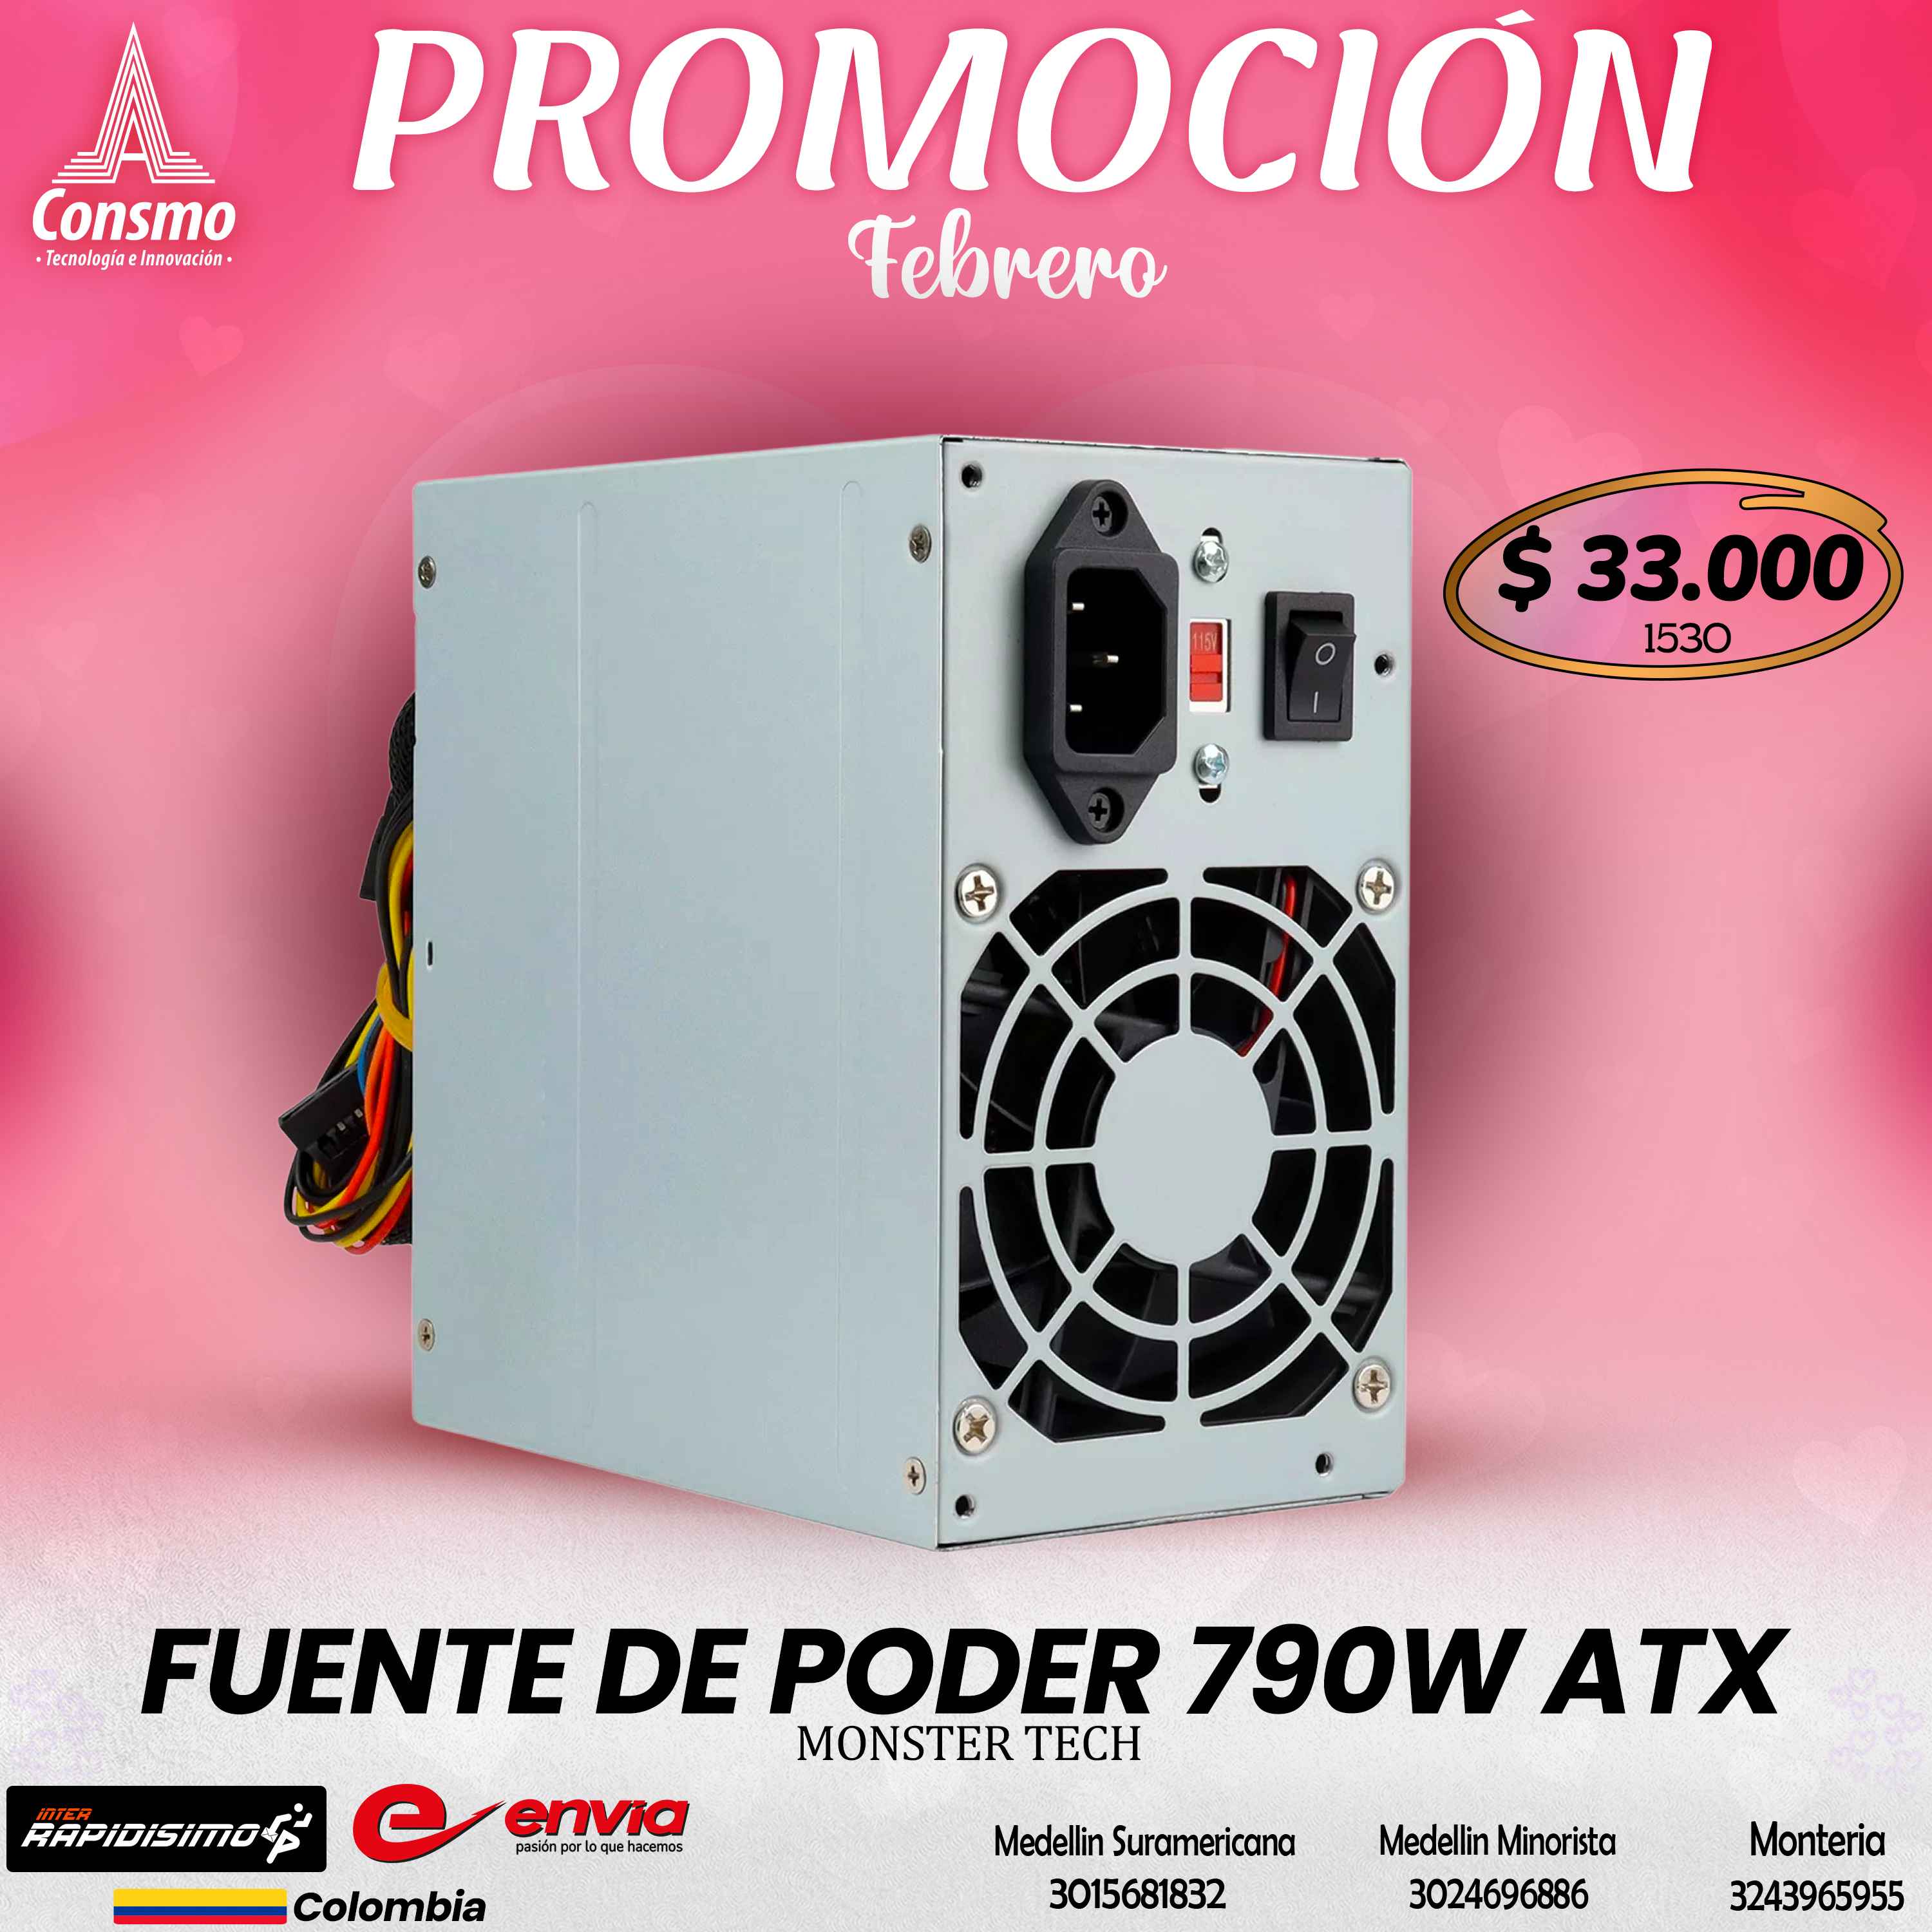 PROMOCIÓN
Febrero
A
Consmo
• Tecnología e Innovación •
$ 33.000
1530
115V
FUENTE DE PODER 790W ATX
MONSTER TECH
INTER
RAPIDISIMO
envía
pasión por lo que hacemos
Colombia
Medellin Suramericana
3015681832
Medellin Minorista
3024696886
Monteria
3243965955